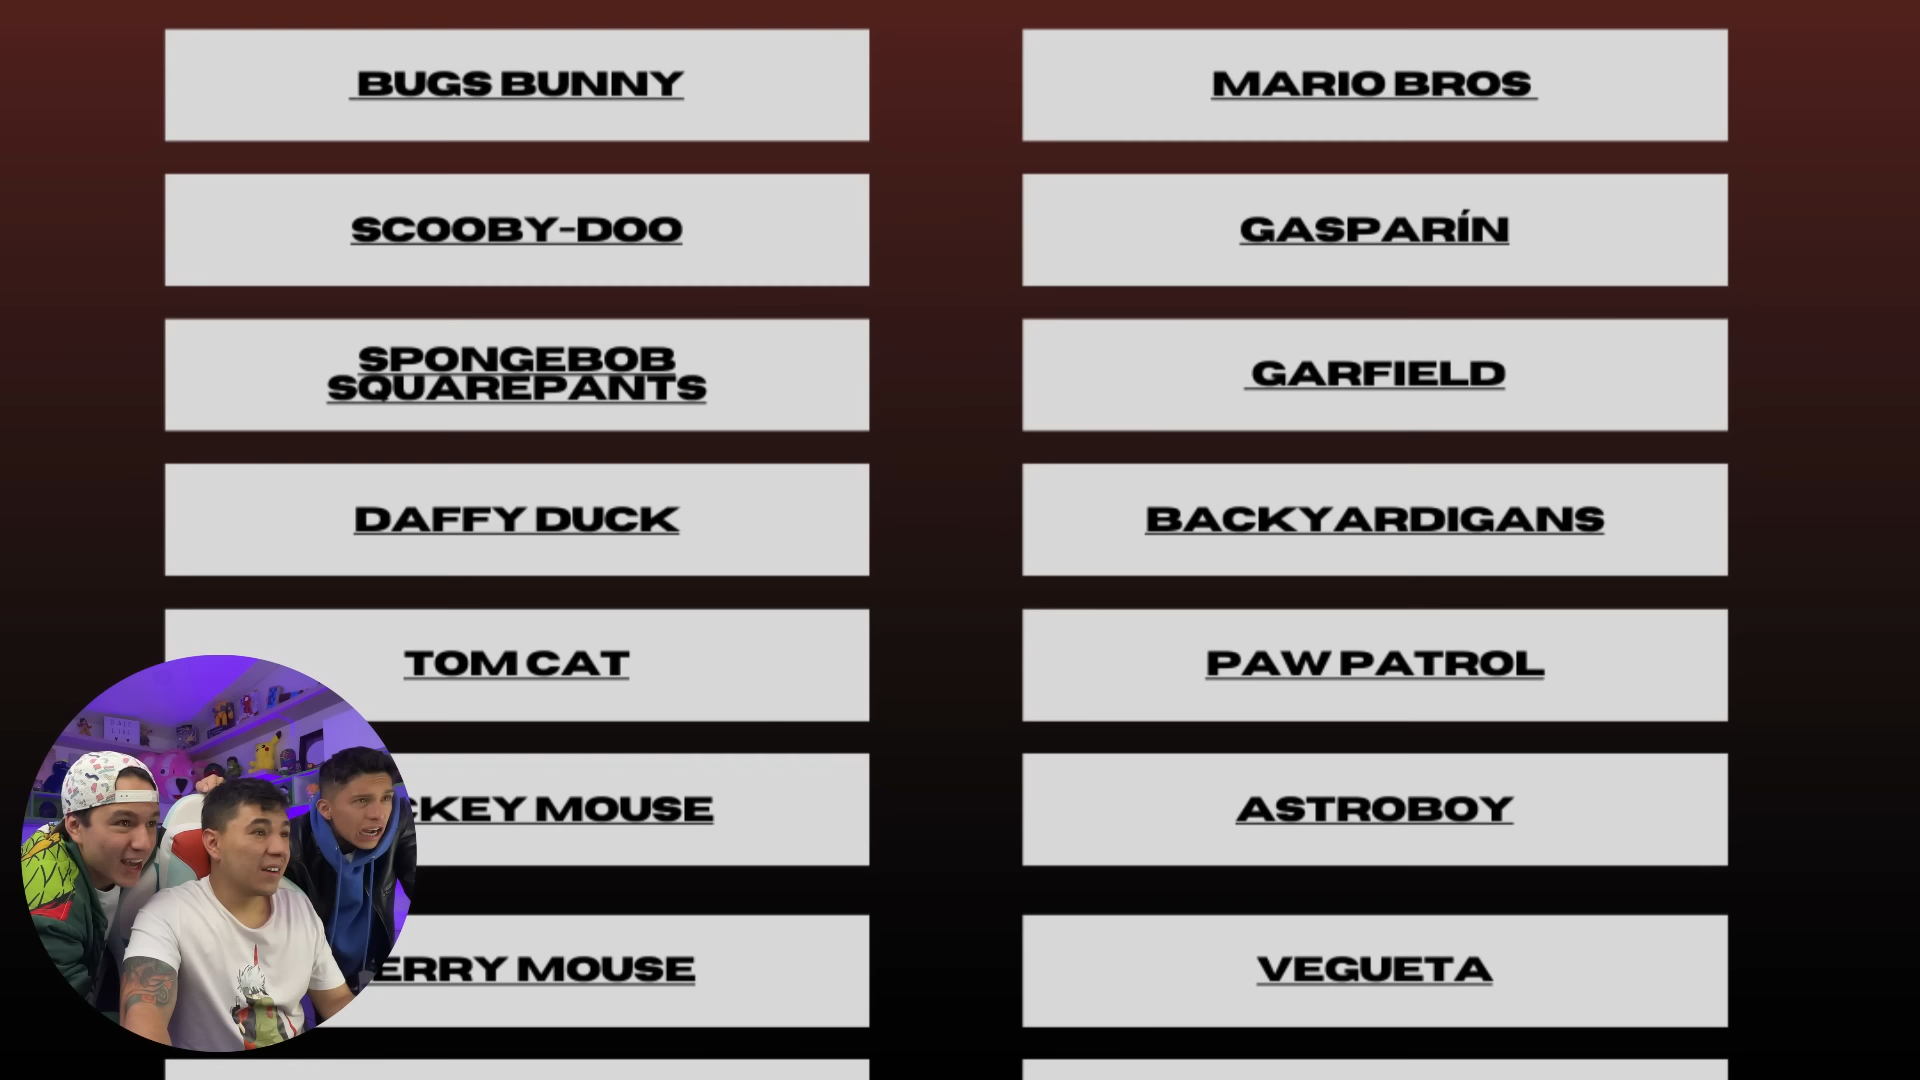 BUGS BUNNY
MARIO BROS
SCOOBY-DOO
GASPARÍN
SPONGEBOB
SQUAREPANTS
GARFIELD
DAFFY DUCK
BACKYARDIGANS
TOM CAT
PAW PATROL
CKEY MOUSE
ASTROBOY
ERRY MOUSE
VEGUETA